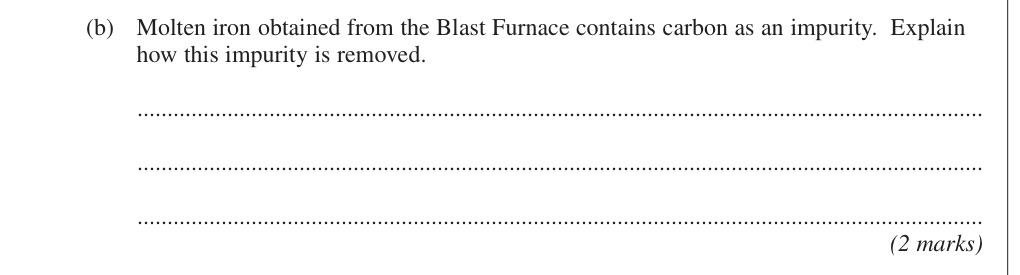 (b) Molten iron obtained from the Blast Furnace contains carbon as an impurity. Explain
how this impurity is removed.
................................................................................
................................................................................
................................................................................
(2 marks)